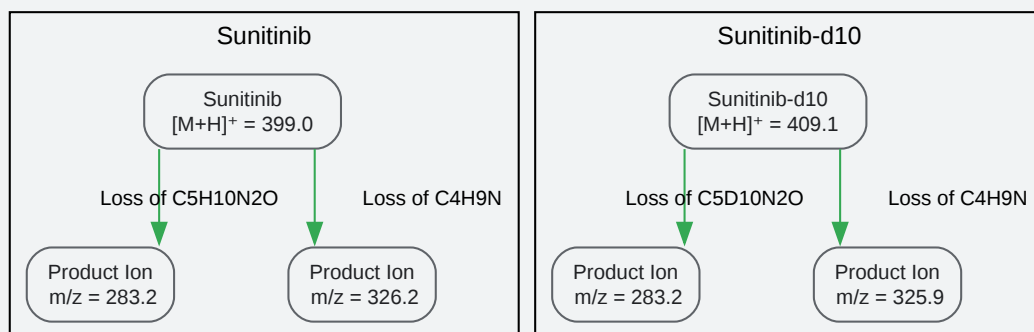 Sunitinib
Sunitinib
[M+H]⁺ = 399.0
Loss of C5H10N2O
Loss of C4H9N
Product Ion
m/z = 283.2
Product Ion
m/z = 326.2
Sunitinib-d10
Sunitinib-d10
[M+H]⁺ = 409.1
Loss of C5D10N2O
Loss of C4H9N
Product Ion
m/z = 283.2
Product Ion
m/z = 325.9